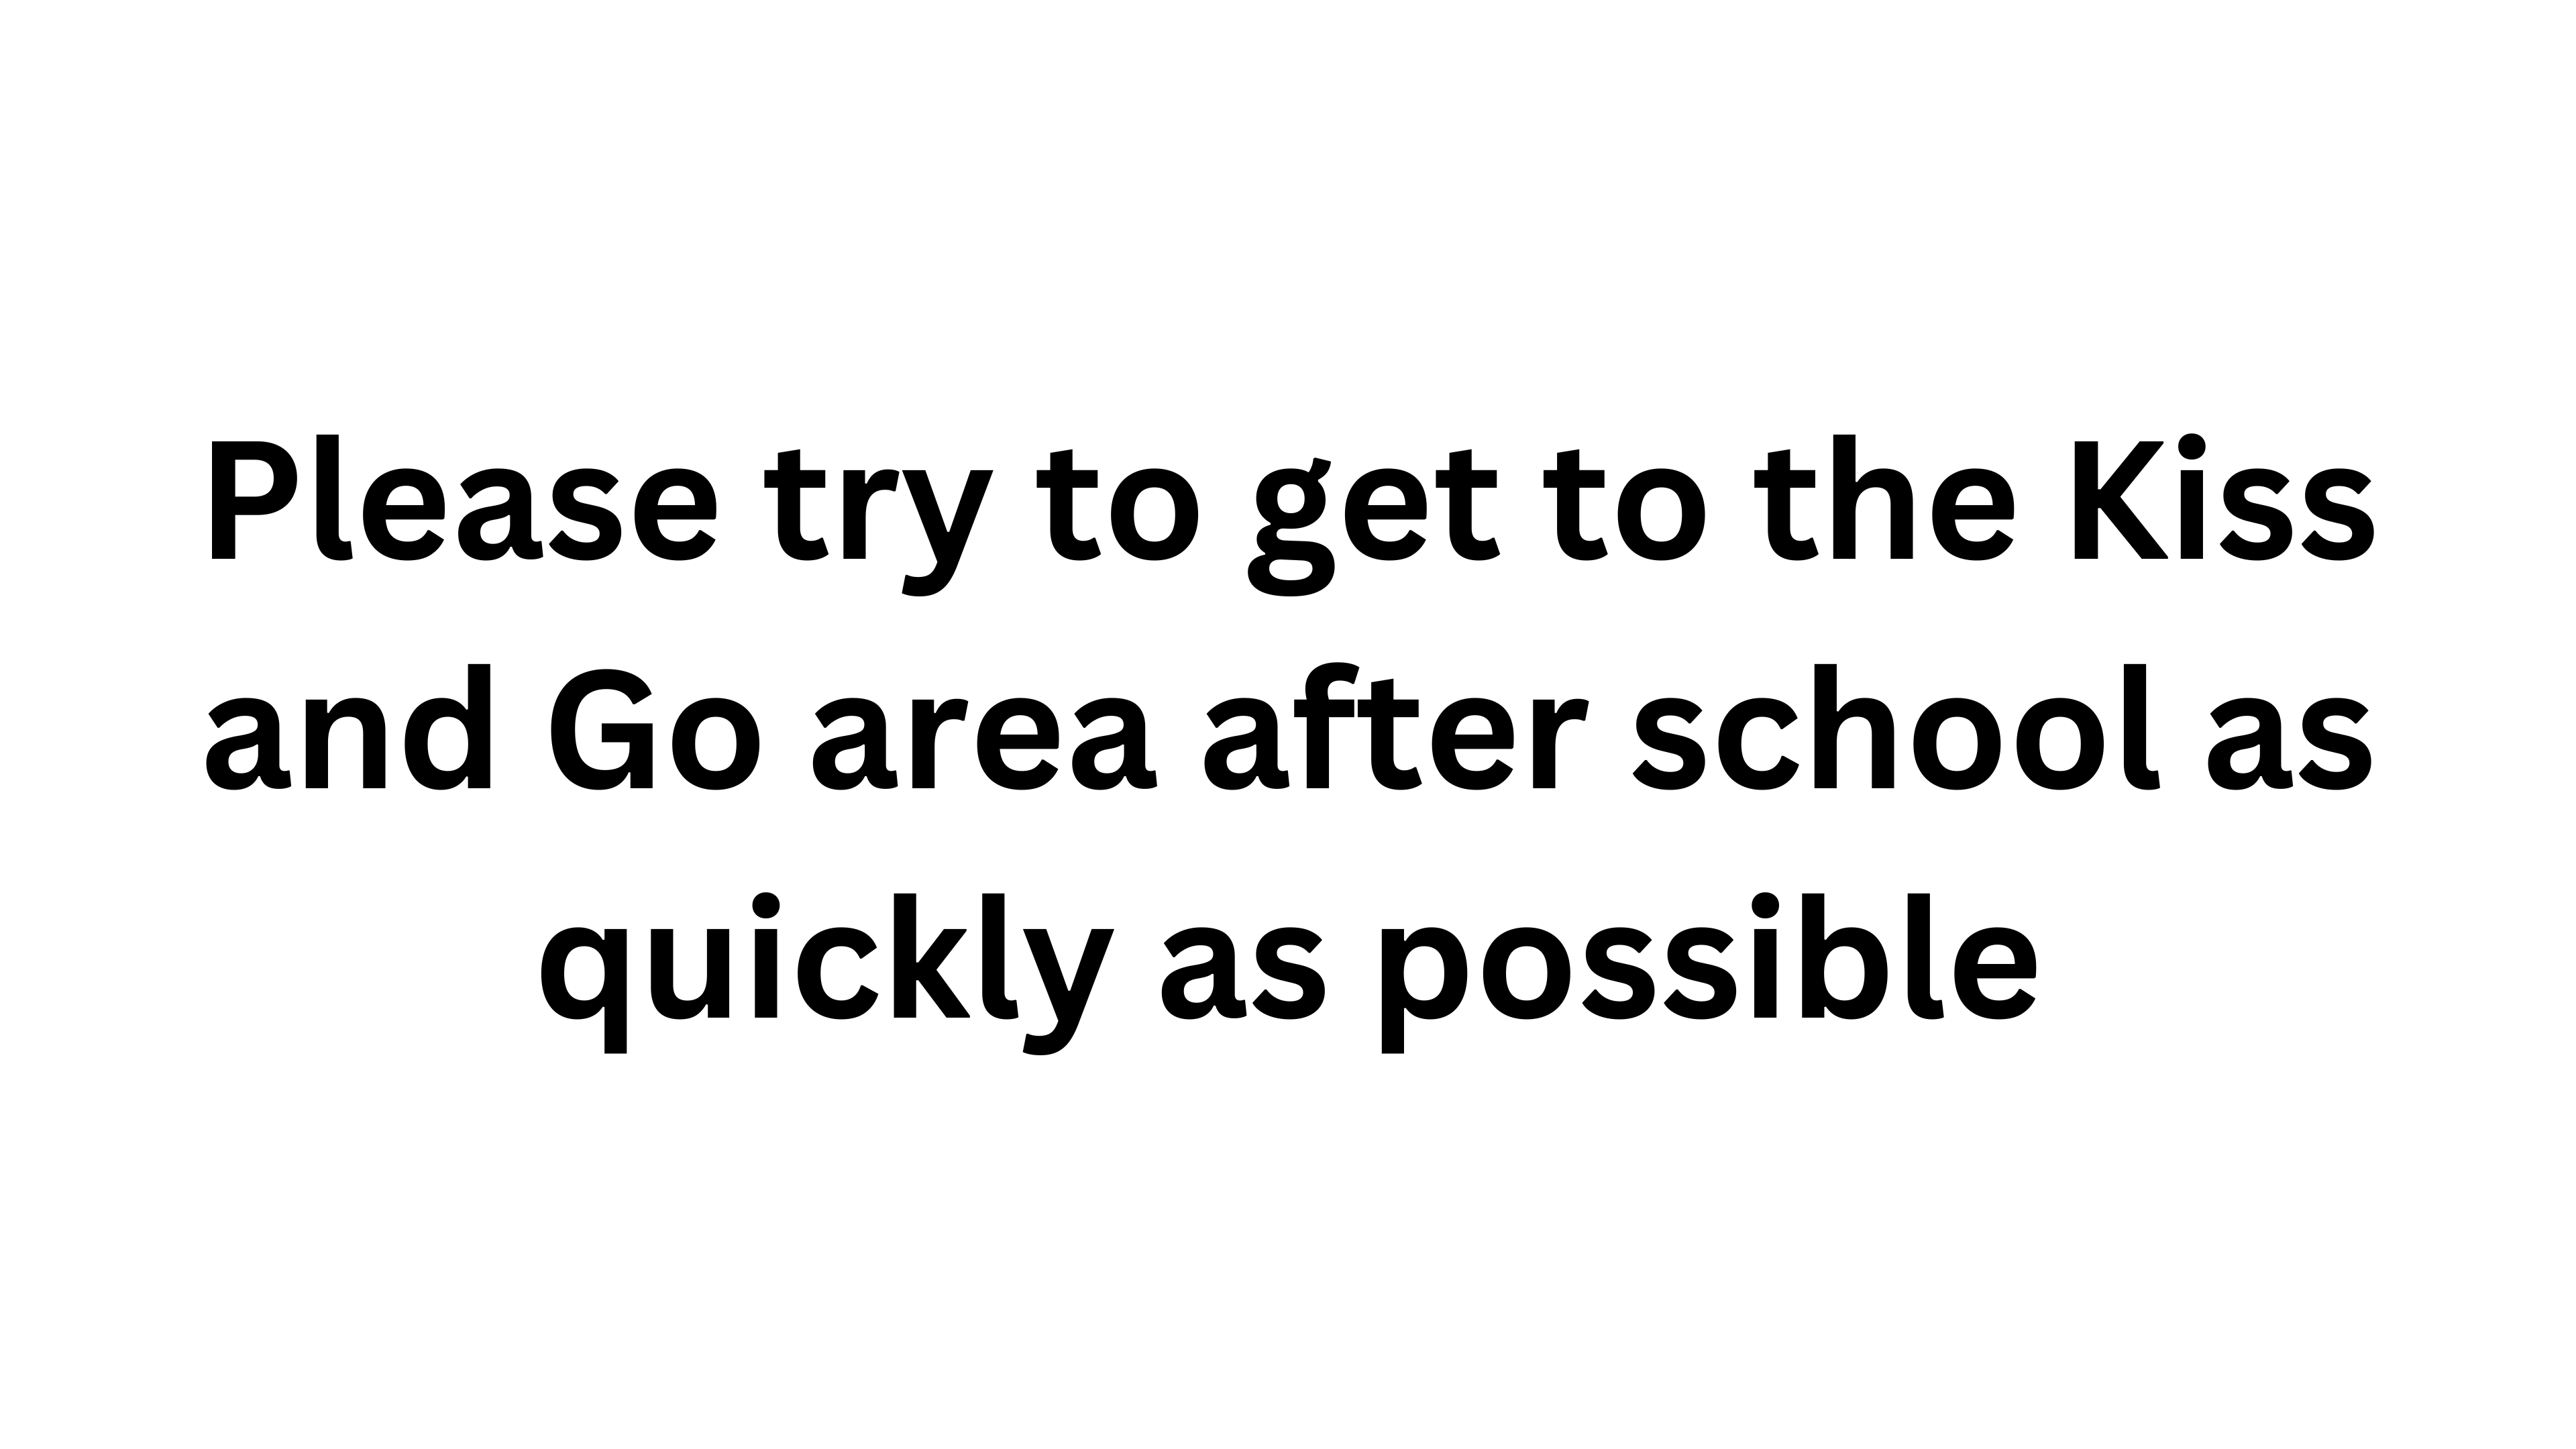 Please try to get to the Kiss
and Go area after school as
quickly as possible